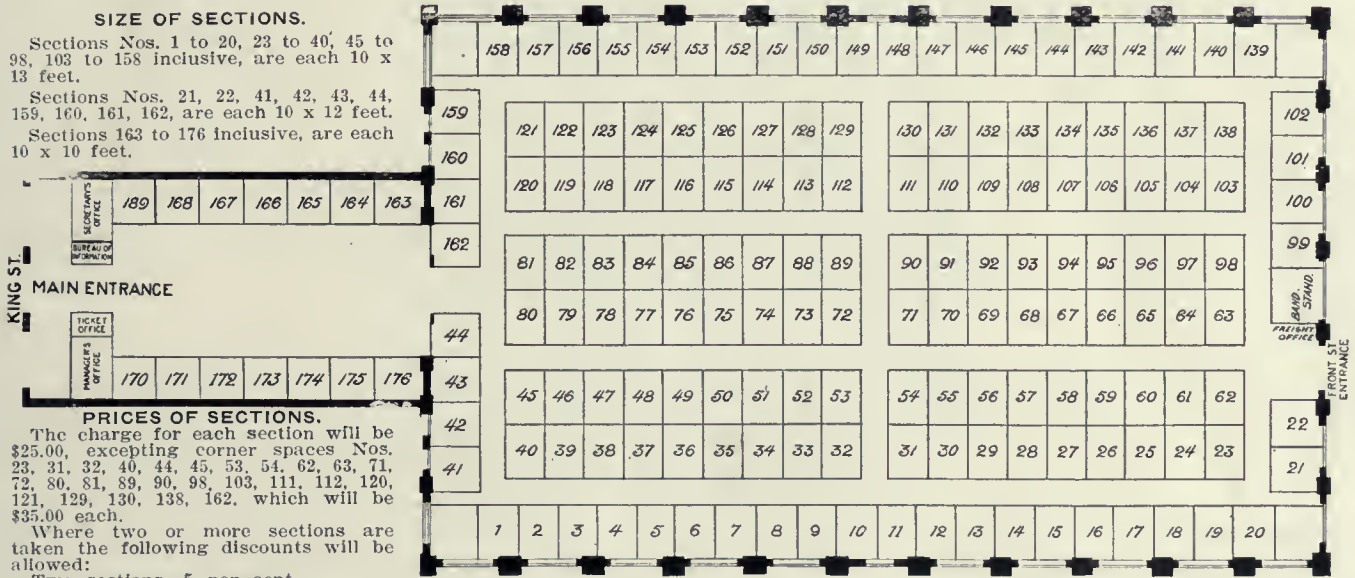 SIZE OF SECTIONS.
Sections Nos. 1 to 20, 23 to 40, 45 to
98, 103 to 158 inclusive, are each 10 x
13 feet.
Sections Nos. 21, 22, 41, 42, 43, 44,
159, 160, 161, 162, are each 10 x 12 feet.
Sections 163 to 176 inclusive, are each
10 x 10 feet.
158 157 156 155 154 153 152 151 150 149 148 147 146 145 144 143 142 141 140 139
159
160
161
162
121 122 123 124 125 126 127 128 129
120 119 118 117 116 115 114 113 112
130 131 132 133 134 135 136 137 138
111 110 109 108 107 106 105 104 103
102
101
100
99
SECRETARY'S
OFFICE
189 168 167 166 165 164 163
BUREAU OF
INFORMATION
KING ST.
MAIN ENTRANCE
TICKET
OFFICE
MANAGER'S
OFFICE
170 171 172 173 174 175 176
81 82 83 84 85 86 87 88 89
80 79 78 77 76 75 74 73 72
90 91 92 93 94 95 96 97 98
71 70 69 68 67 66 65 64 63
BAND.
STAND.
FREIGHT
OFFICE
FRONT ST
ENTRANCE
44
43
42
41
45 46 47 48 49 50 51 52 53
40 39 38 37 36 35 34 33 32
54 55 56 57 58 59 60 61 62
31 30 29 28 27 26 25 24 23
22
21
1 2 3 4 5 6 7 8 9 10 11 12 13 14 15 16 17 18 19 20
PRICES OF SECTIONS.
The charge for each section will be
$25.00, excepting corner spaces Nos.
23, 31, 32, 40, 44, 45, 53, 54, 62, 63, 71,
72, 80, 81, 89, 90, 98, 103, 111, 112, 120,
121, 129, 130, 138, 162, which will be
$35.00 each.
Where two or more sections are
taken the following discounts will be
allowed:
Two sections, 5 per cent.